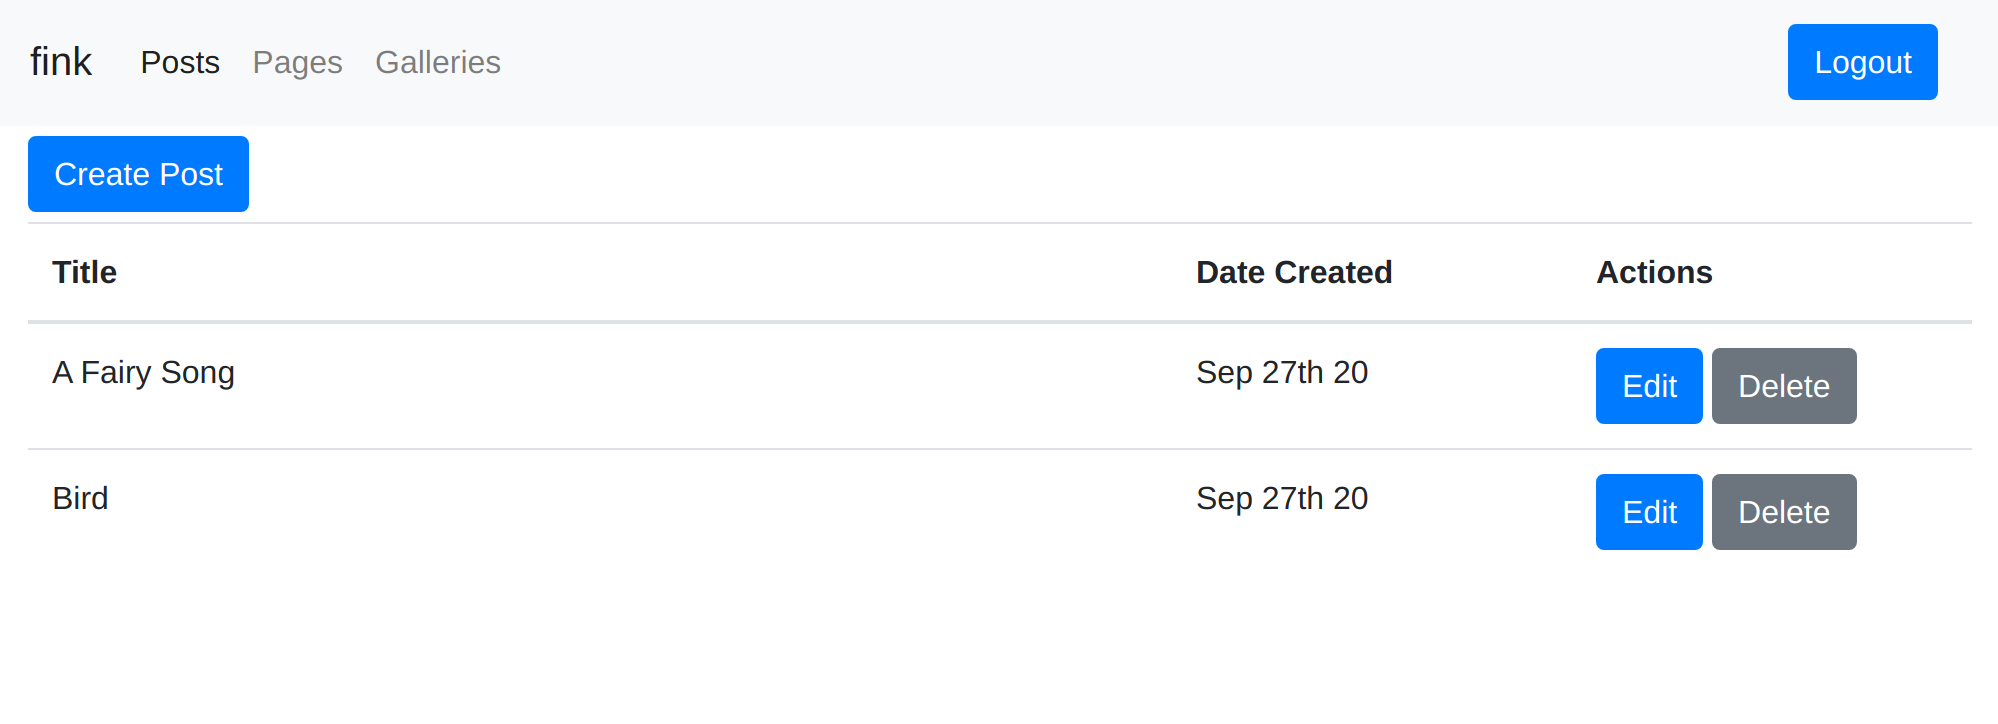 fink Posts Pages Galleries Logout
Create Post
Title Date Created Actions
A Fairy Song Sep 27th 20 Edit Delete
Bird Sep 27th 20 Edit Delete